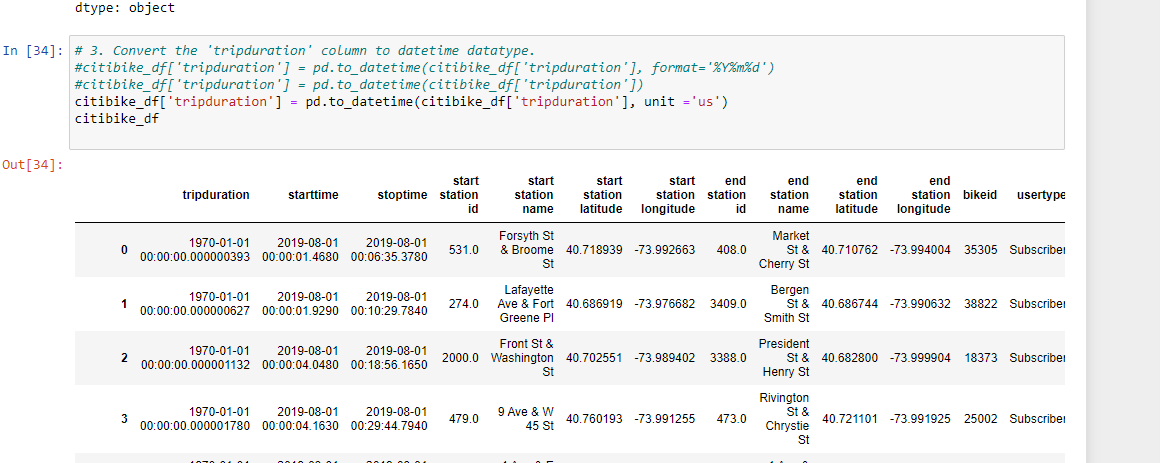 dtype: object
In [34]: # 3. Convert the 'tripduration' column to datetime datatype.
#citibike_df['tripduration'] = pd.to_datetime(citibike_df['tripduration'], format='%Y%m%d')
#citibike_df['tripduration'] = pd.to_datetime(citibike_df['tripduration'])
citibike_df['tripduration'] = pd.to_datetime(citibike_df['tripduration'], unit ='us')
citibike_df
Out[34]:
start start start start end end end end
tripduration starttime stoptime station station station station station station station station bikeid usertype
id name latitude longitude id name latitude longitude
Forsyth St Market
0 1970-01-01 2019-08-01 2019-08-01 531.0 & Broome 40.718939 -73.992663 408.0 St & 40.710762 -73.994004 35305 Subscriber
00:00:00.000000393 00:00:01.4680 00:06:35.3780 St Cherry St
Lafayette Bergen
1 1970-01-01 2019-08-01 2019-08-01 274.0 Ave & Fort 40.686919 -73.976682 3409.0 St & 40.686744 -73.990632 38822 Subscriber
00:00:00.000000627 00:00:01.9290 00:10:29.7840 Greene Pl Smith St
Front St & President
2 1970-01-01 2019-08-01 2019-08-01 2000.0 Washington 40.702551 -73.989402 3388.0 St & 40.682800 -73.999904 18373 Subscriber
00:00:00.000001132 00:00:04.0480 00:18:56.1650 St Henry St
Rivington
3 1970-01-01 2019-08-01 2019-08-01 479.0 9 Ave & W 40.760193 -73.991255 473.0 St & 40.721101 -73.991925 25002 Subscriber
00:00:00.000001780 00:00:04.1630 00:29:44.7940 45 St Chrystie
St